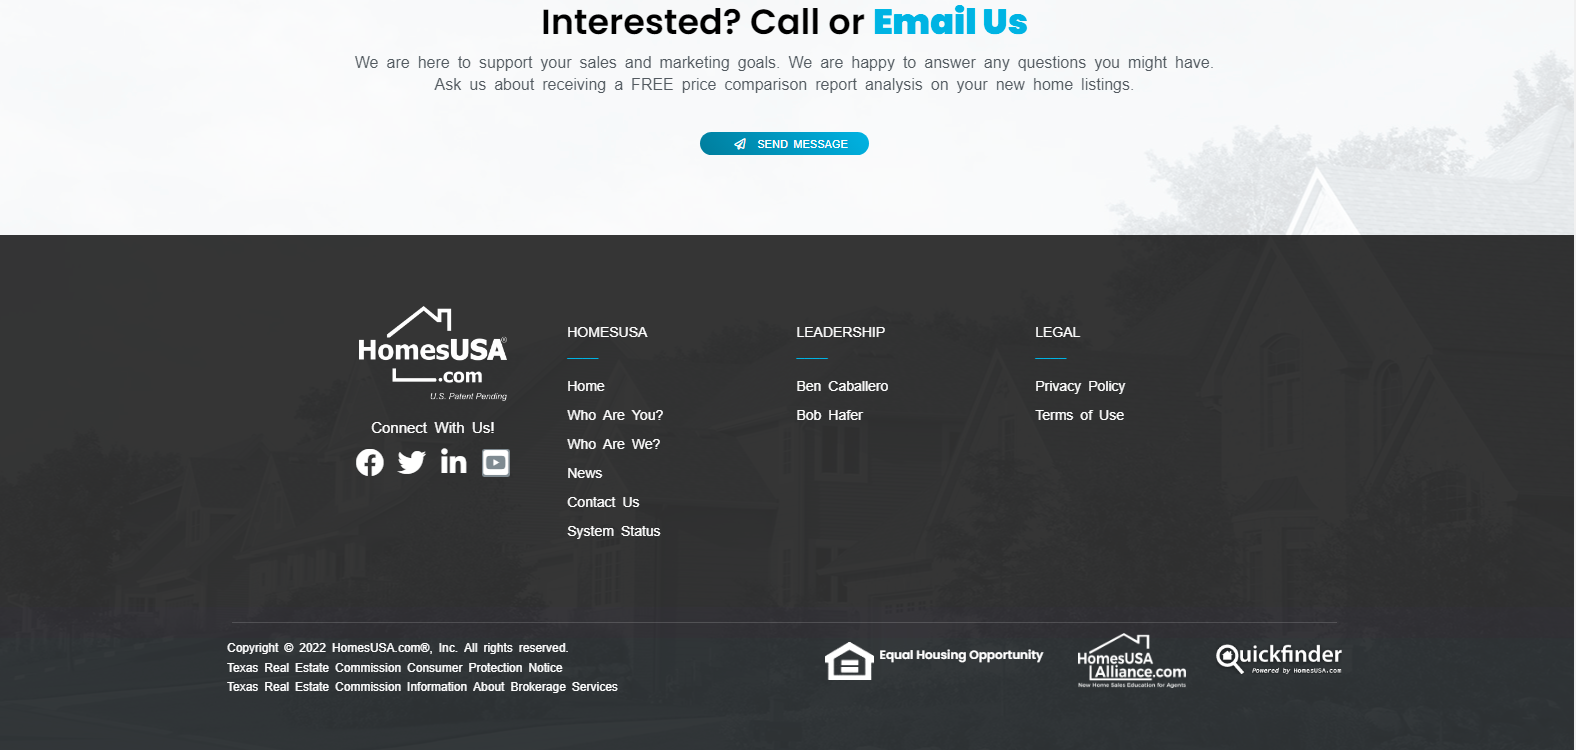 Interested? Call or Email Us
We are here to support your sales and marketing goals. We are happy to answer any questions you might have.
Ask us about receiving a FREE price comparison report analysis on your new home listings.
SEND MESSAGE
HomesUSA®
.com
U.S. Patent Pending
Connect With Us!
HOMESUSA
Home
Who Are You?
Who Are We?
News
Contact Us
System Status
LEADERSHIP
Ben Caballero
Bob Hafer
LEGAL
Privacy Policy
Terms of Use
Copyright © 2022 HomesUSA.com®, Inc. All rights reserved.
Texas Real Estate Commission Consumer Protection Notice
Texas Real Estate Commission Information About Brokerage Services
Equal Housing Opportunity
HomesUSA
Alliance.com
New Home Sales Education for Agents
Quickfinder
Powered by HomesUSA.com